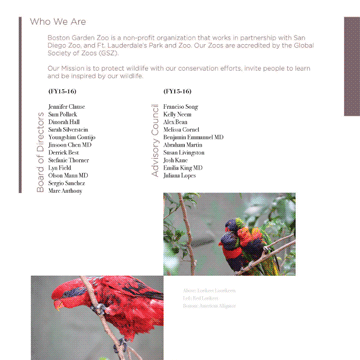 Who We Are
Boston Garden Zoo is a non-profit organization that works in partnership with San
Diego Zoo, and Ft. Lauderdale's Park and Zoo. Our Zoos are accredited by the Global
Society of Zoos (GSZ).
Our Mission is to protect wildlife with our conservation efforts, invite people to learn
and be inspired by our wildlife.
Board of Directors
(FY15-16)
Jennifer Clause
Sam Pollack
Dinorah Hall
Sarah Silverstein
Youngshim Gontijo
Jinsoon Chen MD
Derrick Best
Stefanie Thorner
Lyn Field
Olson Mann MD
Sergio Sanchez
Marc Anthony
Advisory Council
(FY15-16)
Francico Song
Kelly Neem
Alex Bean
Melissa Cornel
Benjamin Emmanuel MD
Abraham Martin
Susan Livingston
Josh Kane
Emilia King MD
Juliana Lopes